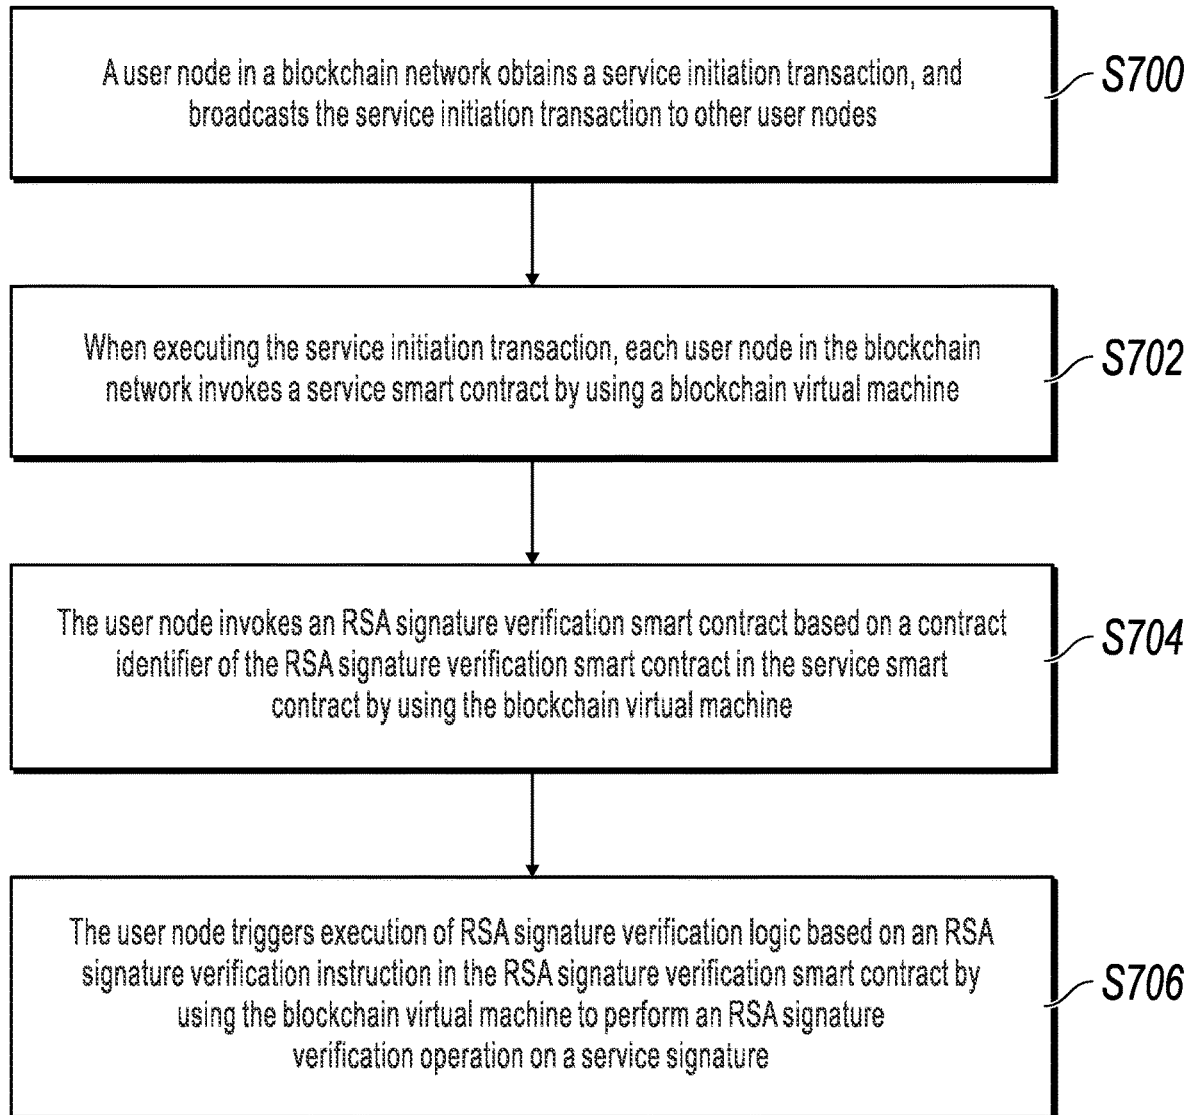 A user node in a blockchain network obtains a service initiation transaction, and
broadcasts the service initiation transaction to other user nodes
S700
When executing the service initiation transaction, each user node in the blockchain
network invokes a service smart contract by using a blockchain virtual machine
S702
The user node invokes an RSA signature verification smart contract based on a contract
identifier of the RSA signature verification smart contract in the service smart
contract by using the blockchain virtual machine
S704
The user node triggers execution of RSA signature verification logic based on an RSA
signature verification instruction in the RSA signature verification smart contract by
using the blockchain virtual machine to perform an RSA signature
verification operation on a service signature
S706